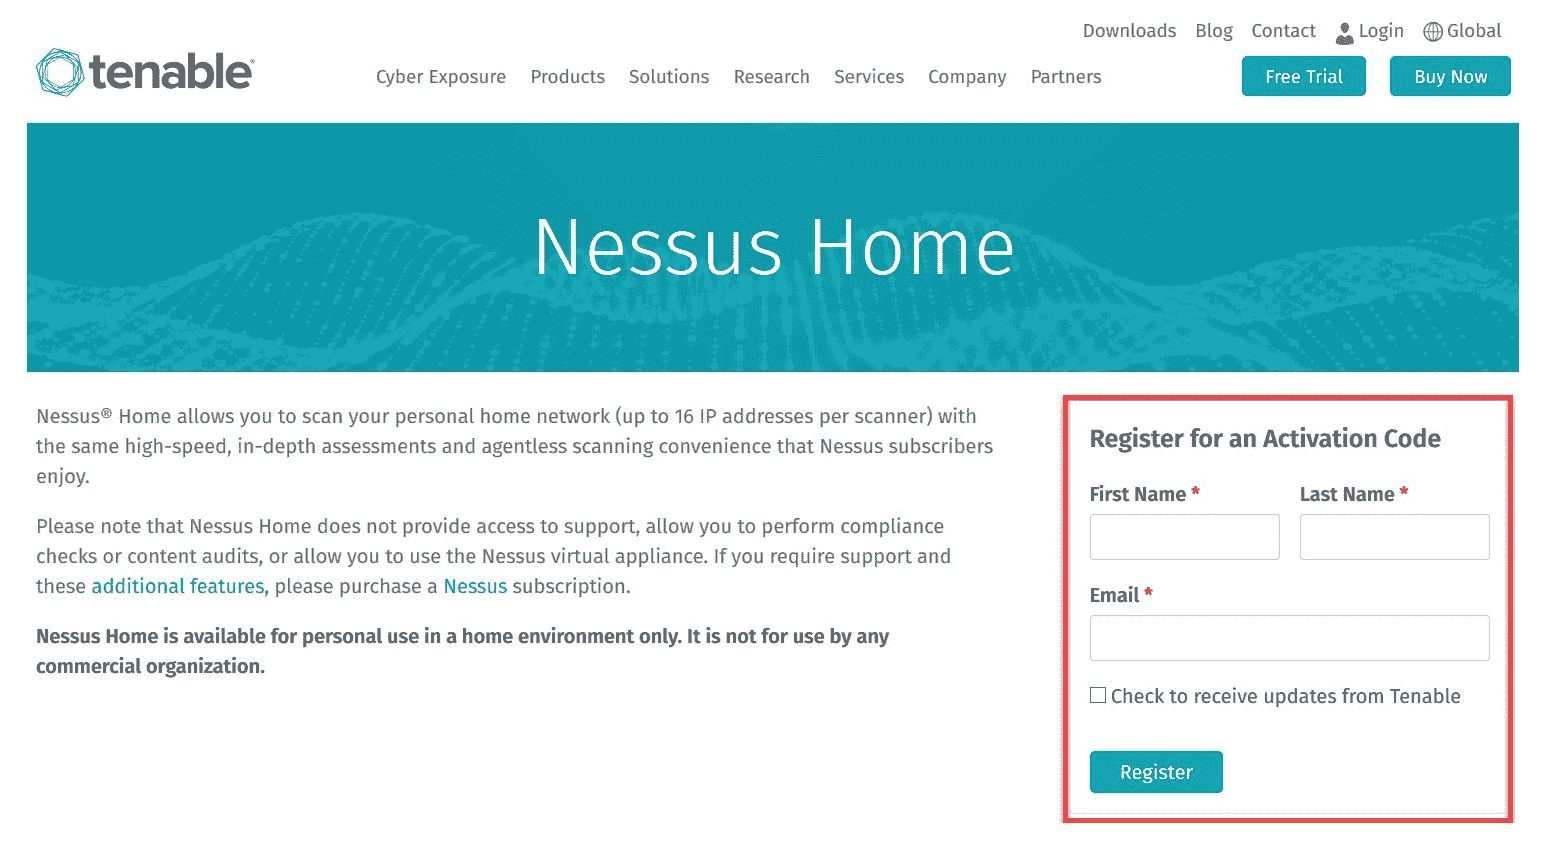 Downloads Blog Contact Login Global
tenable®
Cyber Exposure Products Solutions Research Services Company Partners Free Trial Buy Now
Nessus Home
Nessus® Home allows you to scan your personal home network (up to 16 IP addresses per scanner) with
the same high-speed, in-depth assessments and agentless scanning convenience that Nessus subscribers
enjoy.
Please note that Nessus Home does not provide access to support, allow you to perform compliance
checks or content audits, or allow you to use the Nessus virtual appliance. If you require support and
these additional features, please purchase a Nessus subscription.
Nessus Home is available for personal use in a home environment only. It is not for use by any
commercial organization.
Register for an Activation Code
First Name * Last Name *
Email *
Check to receive updates from Tenable
Register